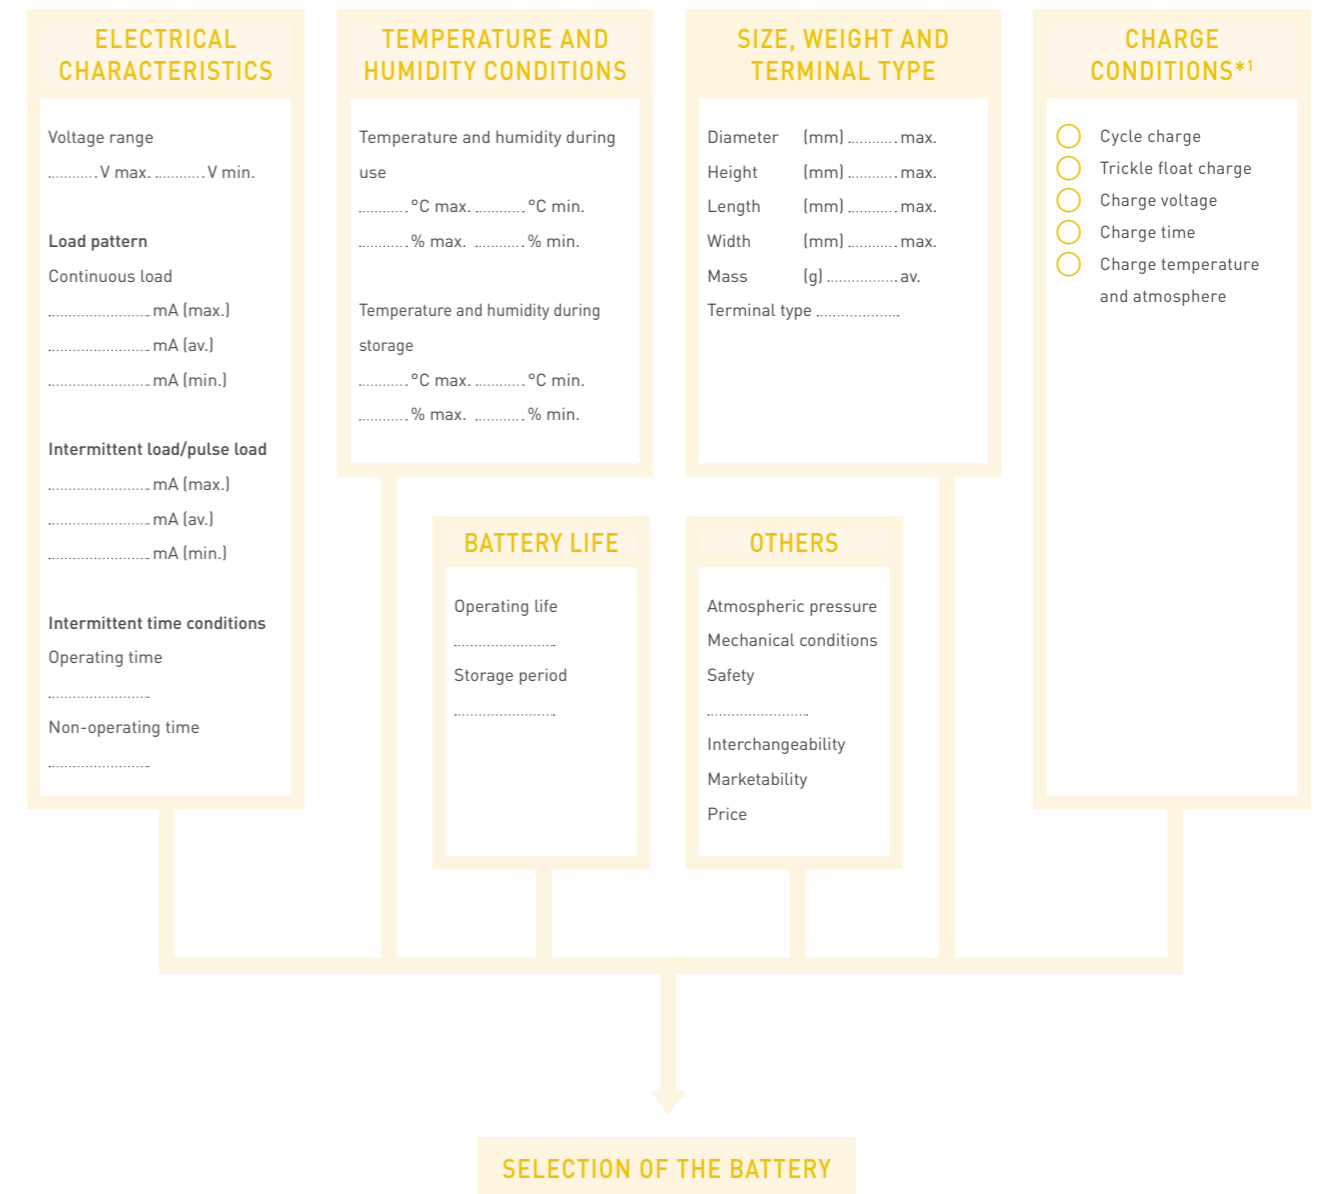 ELECTRICAL
CHARACTERISTICS
Voltage range
........... V max. ........... V min.
Load pattern
Continuous load
....................... mA (max.)
....................... mA (av.)
....................... mA (min.)
Intermittent load/pulse load
....................... mA (max.)
....................... mA (av.)
....................... mA (min.)
Intermittent time conditions
Operating time
.......................
Non-operating time
.......................
TEMPERATURE AND
HUMIDITY CONDITIONS
Temperature and humidity during
use
........... °C max. ........... °C min.
........... % max. ........... % min.
Temperature and humidity during
storage
........... °C max. ........... °C min.
........... % max. ........... % min.
SIZE, WEIGHT AND
TERMINAL TYPE
Diameter (mm) ........... max.
Height (mm) ........... max.
Length (mm) ........... max.
Width (mm) ........... max.
Mass (g) ................ av.
Terminal type ...................
CHARGE
CONDITIONS*1
Cycle charge
Trickle float charge
Charge voltage
Charge time
Charge temperature
and atmosphere
BATTERY LIFE
Operating life
.......................
Storage period
.......................
OTHERS
Atmospheric pressure
Mechanical conditions
Safety
.......................
Interchangeability
Marketability
Price
SELECTION OF THE BATTERY